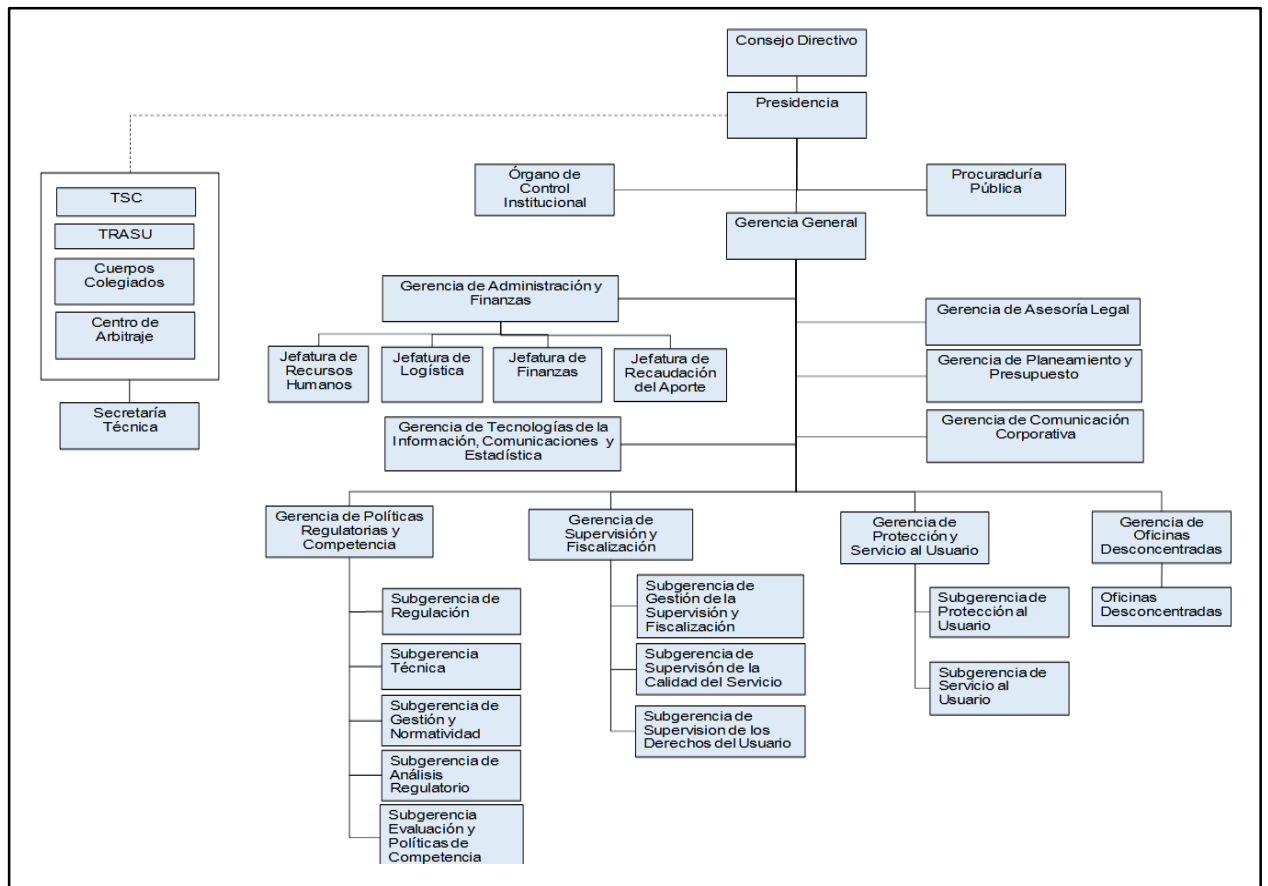 Consejo Directivo
Presidencia
Órgano de
Control
Institucional
Procuraduría
Pública
TSC
TRASU
Cuerpos
Colegiados
Centro de
Arbitraje
Secretaría
Técnica
Gerencia General
Gerencia de Administración y
Finanzas
Jefatura de
Recursos
Humanos
Jefatura de
Logística
Jefatura de
Finanzas
Jefatura de
Recaudación
del Aporte
Gerencia de Tecnologías de la
Información, Comunicaciones y
Estadística
Gerencia de Asesoría Legal
Gerencia de Planeamiento y
Presupuesto
Gerencia de Comunicación
Corporativa
Gerencia de Políticas
Regulatorias y
Competencia
Subgerencia de
Regulación
Subgerencia
Técnica
Subgerencia de
Gestión y
Normatividad
Subgerencia de
Análisis
Regulatorio
Subgerencia
Evaluación y
Políticas de
Competencia
Gerencia de
Supervisión y
Fiscalización
Subgerencia de
Gestión de la
Supervisión y
Fiscalización
Subgerencia de
Supervisón de la
Calidad del Servicio
Subgerencia de
Supervision de los
Derechos del Usuario
Gerencia de
Protección y
Servicio al Usuario
Subgerencia de
Protección al
Usuario
Subgerencia de
Servicio al
Usuario
Gerencia de
Oficinas
Desconcentradas
Oficinas
Desconcentradas